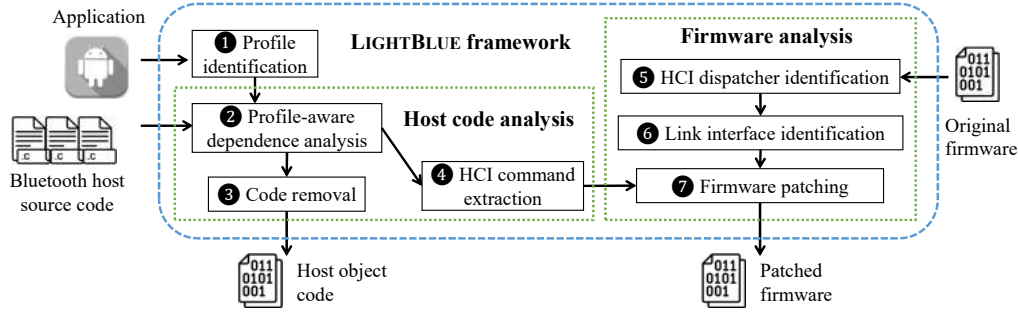 Application
❶ Profile
identification
LIGHTBLUE framework
Firmware analysis
❺ HCI dispatcher identification
011
0101
001
Original
firmware
❷ Profile-aware
dependence analysis
Host code analysis
❻ Link interface identification
.c
.c
.c
Bluetooth host
source code
❸ Code removal
❹ HCI command
extraction
❼ Firmware patching
011
0101
001
Host object
code
011
0101
001
Patched
firmware